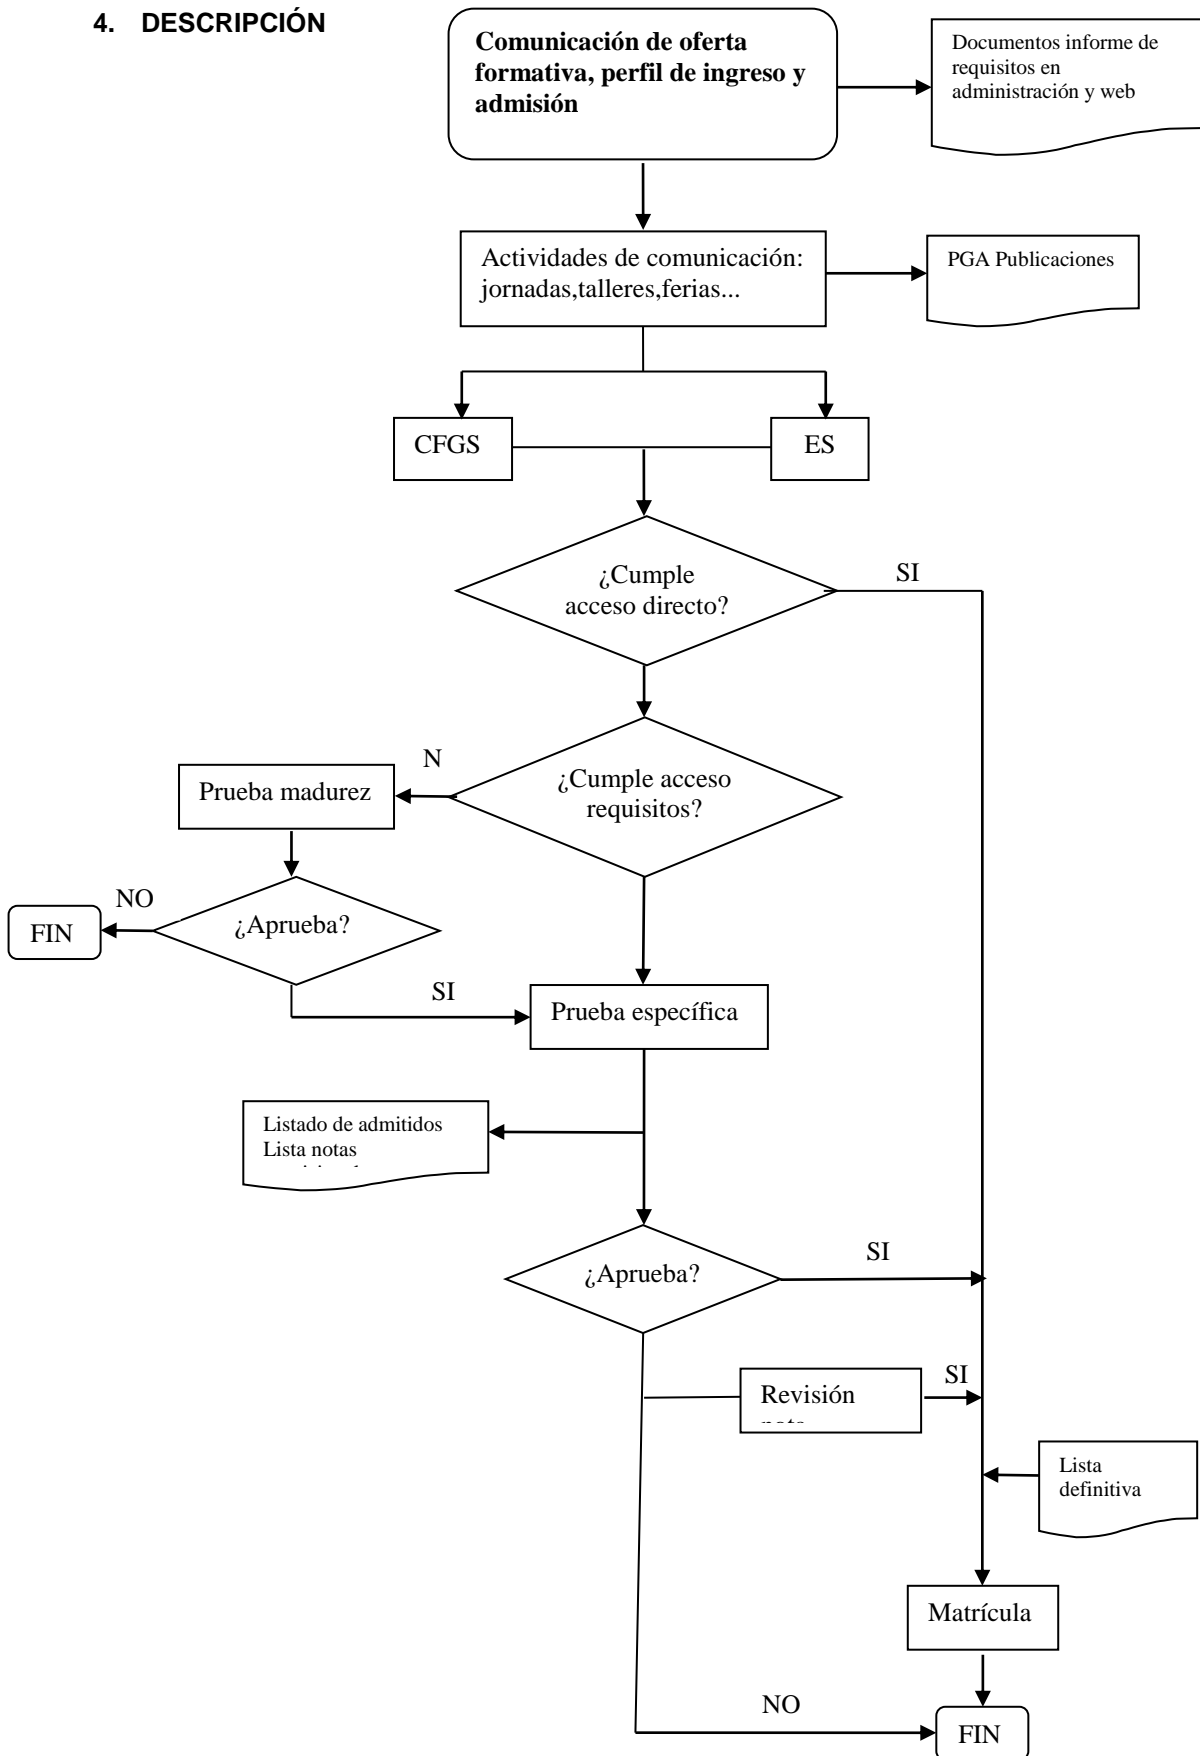 4. DESCRIPCIÓN
Comunicación de oferta
formativa, perfil de ingreso y
admisión
Documentos informe de
requisitos en
administración y web
Actividades de comunicación:
jornadas,talleres,ferias...
PGA Publicaciones
CFGS
ES
¿Cumple
acceso directo?
SI
¿Cumple acceso
requisitos?
N
Prueba madurez
¿Aprueba?
NO
FIN
SI
Prueba específica
Listado de admitidos
Lista notas
¿Aprueba?
SI
Revisión
SI
Lista
definitiva
Matrícula
NO
FIN